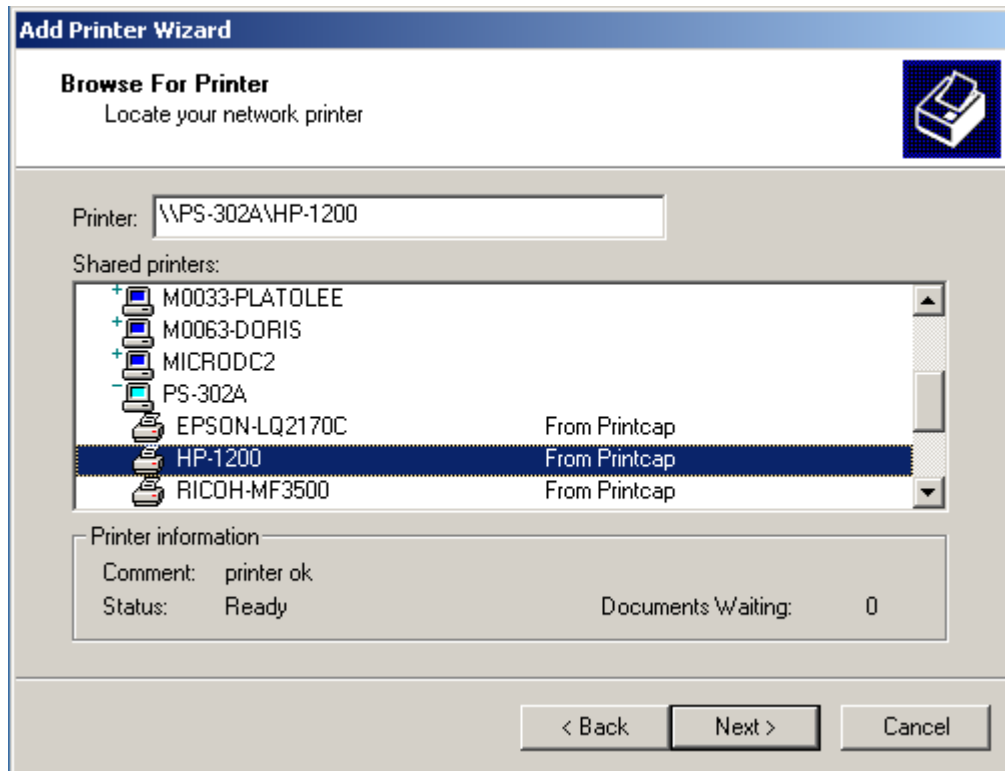 Add Printer Wizard
Browse For Printer
Locate your network printer
Printer: \\PS-302A\HP-1200
Shared printers:
M0033-PLATOLEE
M0063-DORIS
MICRODC2
PS-302A
EPSON-LQ2170C From Printcap
HP-1200 From Printcap
RICOH-MF3500 From Printcap
Printer information
Comment: printer ok
Status: Ready Documents Waiting: 0
< Back Next > Cancel